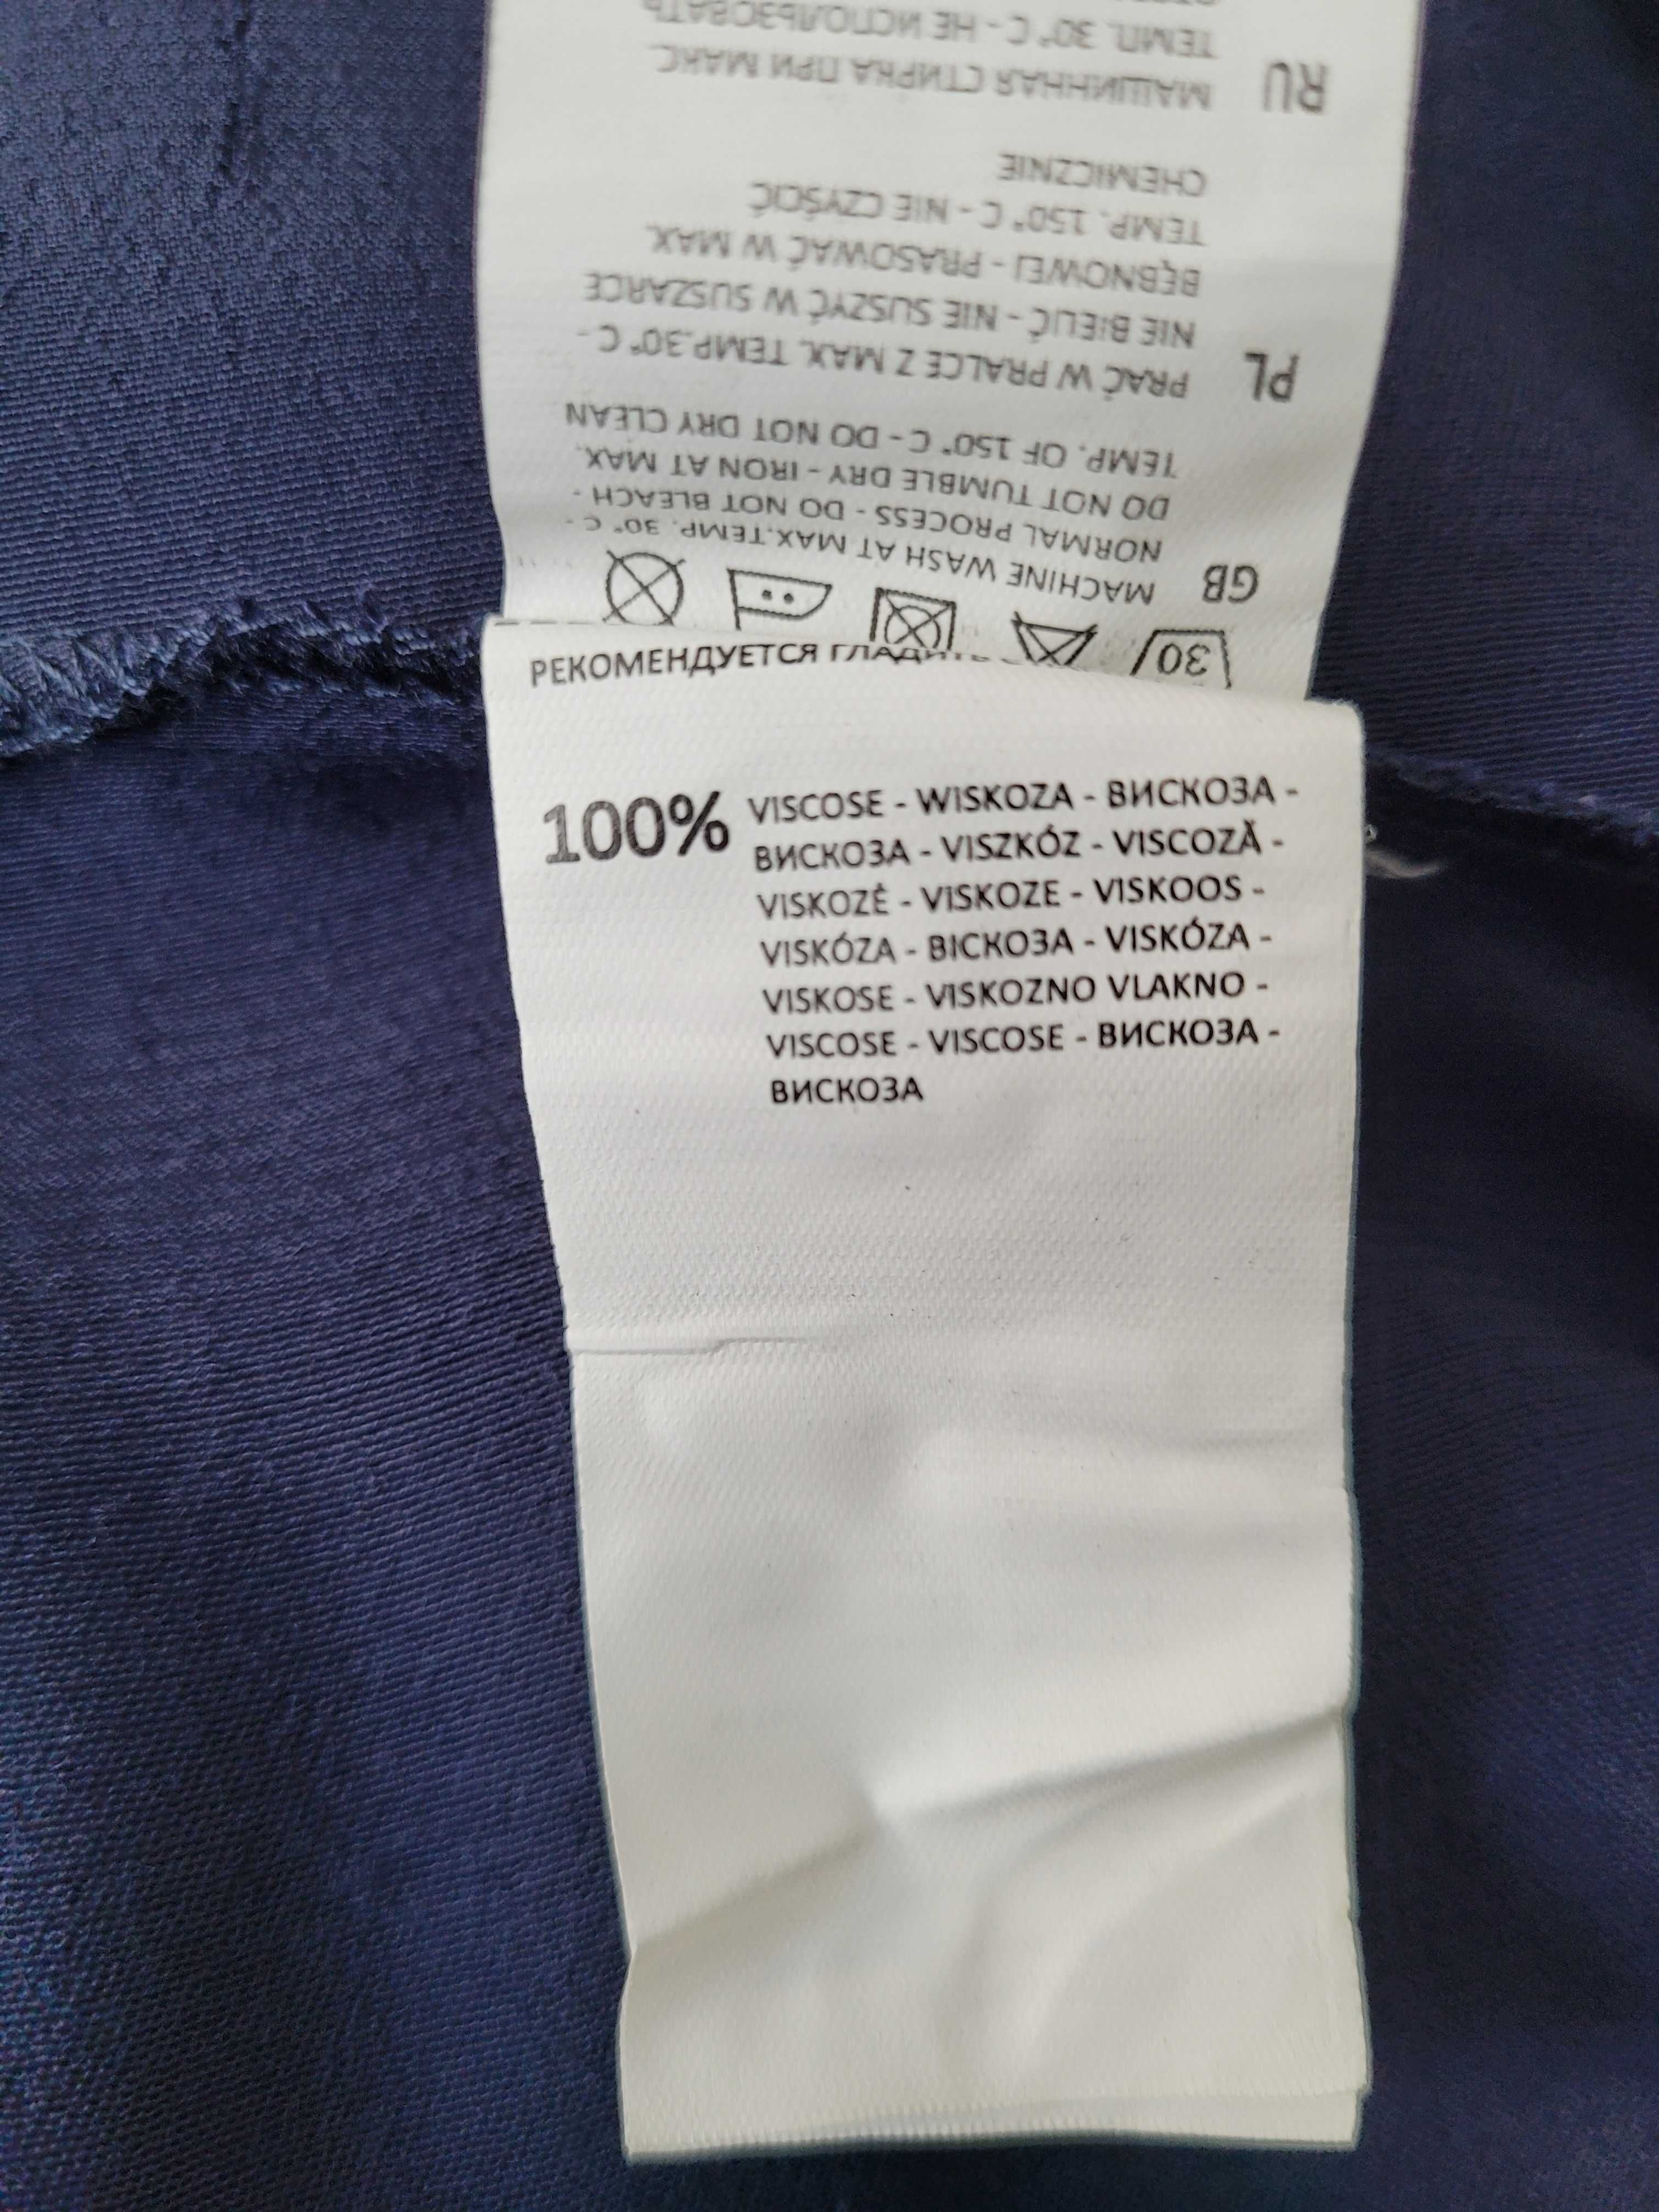 РЕКОМЕНДУЕТСЯ
100% VISCOSE - WISKOZA - ВИСКОЗА -
ВИСКОЗА - VISZKÓZ - VISCOZĂ -
VISKOZĖ - VISKOZE - VISKOOS -
VISKÓZA - ВІСКОЗА - VISKÓZA -
VISKOSE - VISKOZNO VLAKNO -
VISCOSE - VISCOSE - ВИСКОЗА -
ВИСКОЗА
30
GB MACHINE WASH AT MAX.TEMP. 30° C -
NORMAL PROCESS - DO NOT BLEACH -
DO NOT TUMBLE DRY - IRON AT MAX.
TEMP. OF 150° C - DO NOT DRY CLEAN
PL PRAĆ W PRALCE Z MAX. TEMP.30° C -
NIE BIELIĆ - NIE SUSZYĆ W SUSZARCE
BĘBNOWEJ - PRASOWAĆ W MAX.
TEMP. 150° C - NIE CZYŚCIĆ
CHEMICZNIE
RU МАШИННАЯ СТИРКА ПРИ МАКС
ТЕМП. 30° C - НЕ ИСПОЛЬЗОВАТЬ